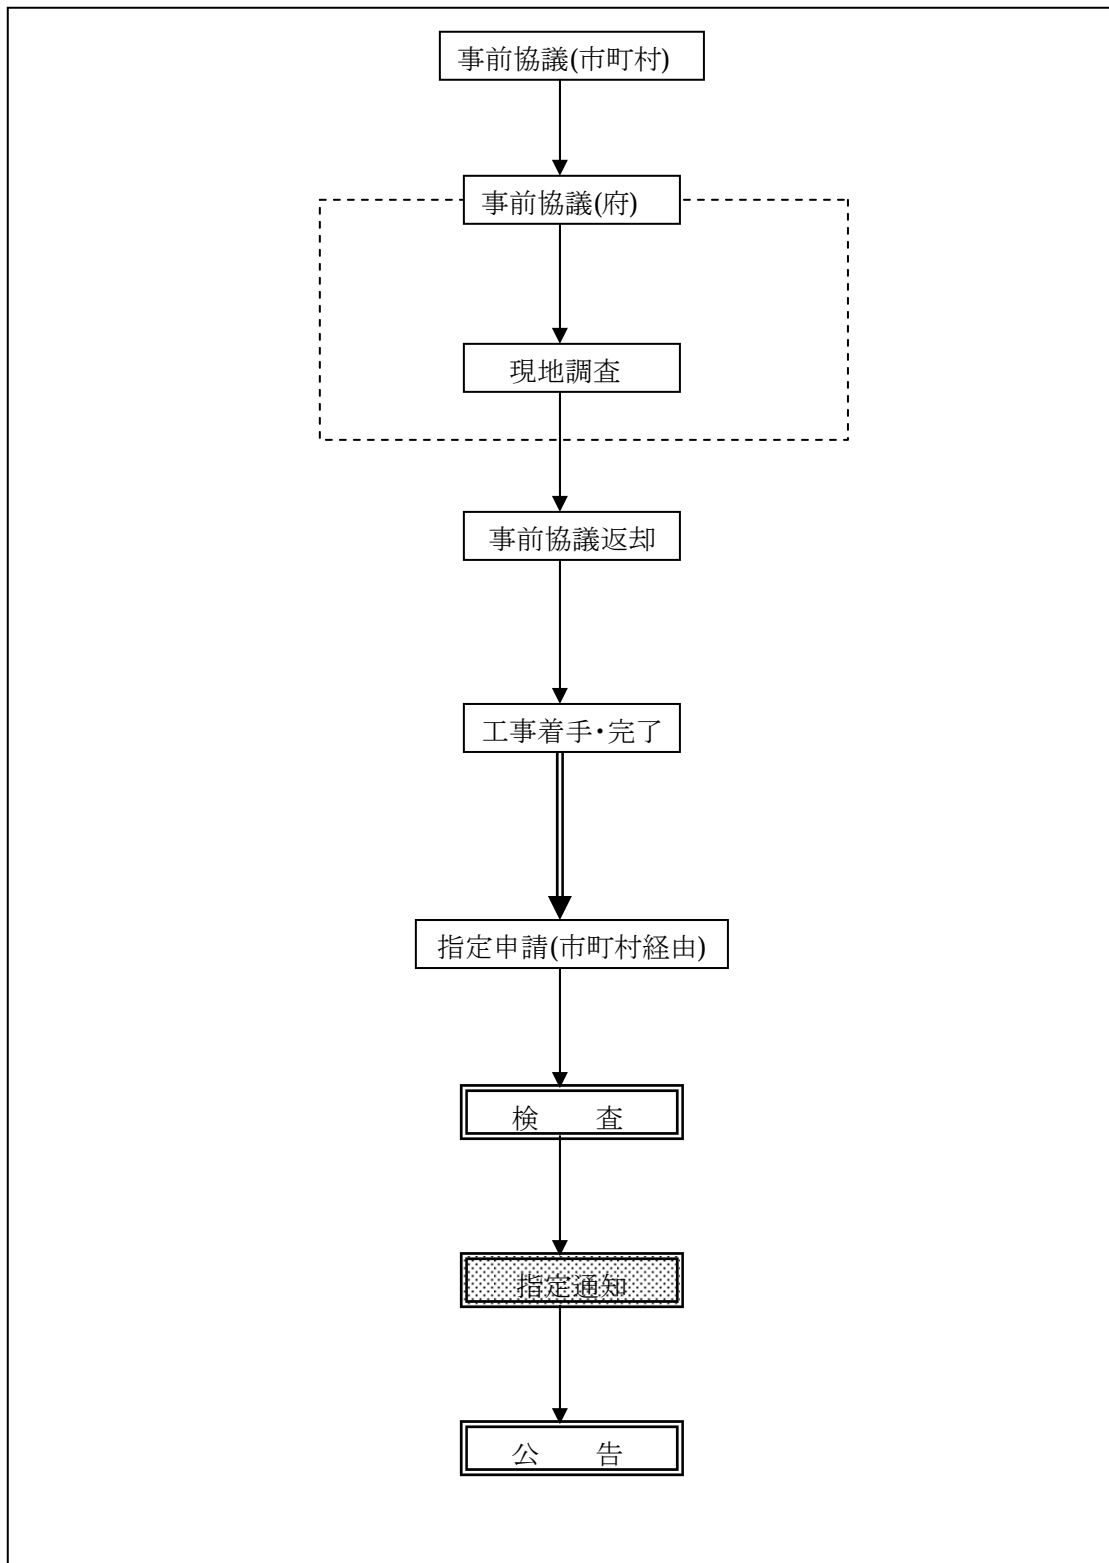 事前協議(市町村)
事前協議(府)
現地調査
事前協議返却
工事着手・完了
指定申請(市町村経由)
検　　査
指定通知
公　　告